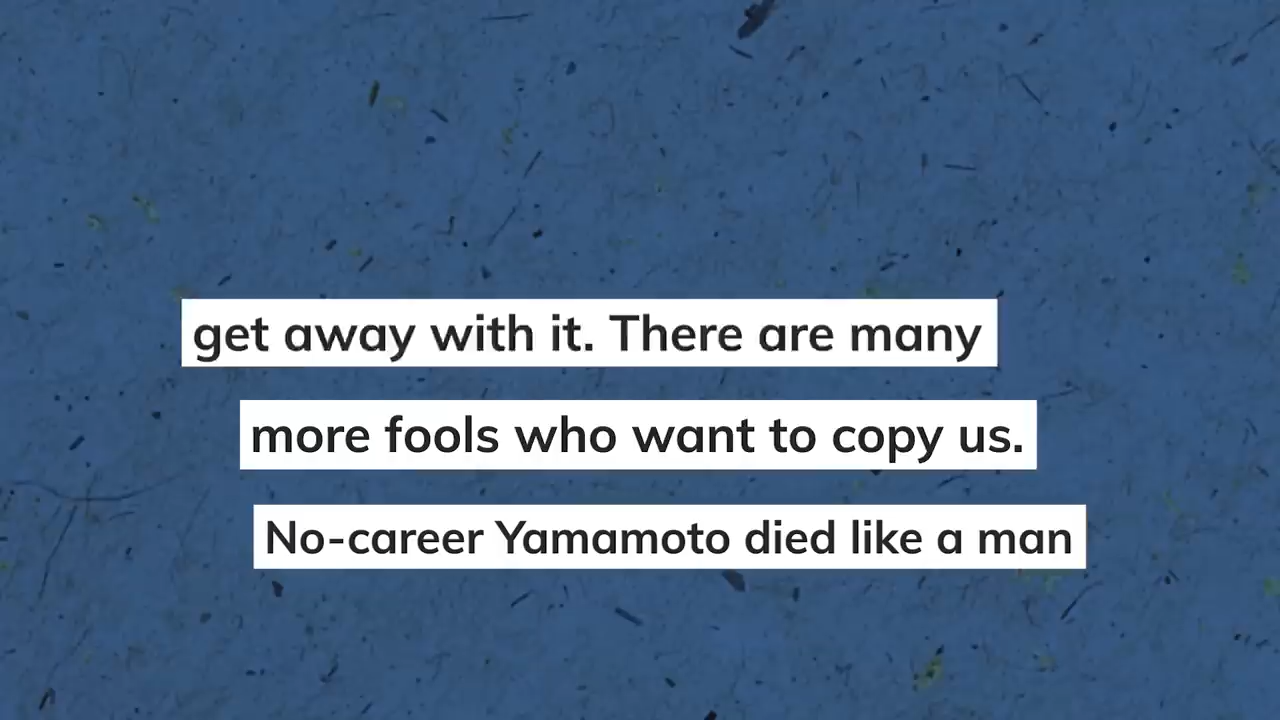 get away with it. There are many
more fools who want to copy us.
No-career Yamamoto died like a man